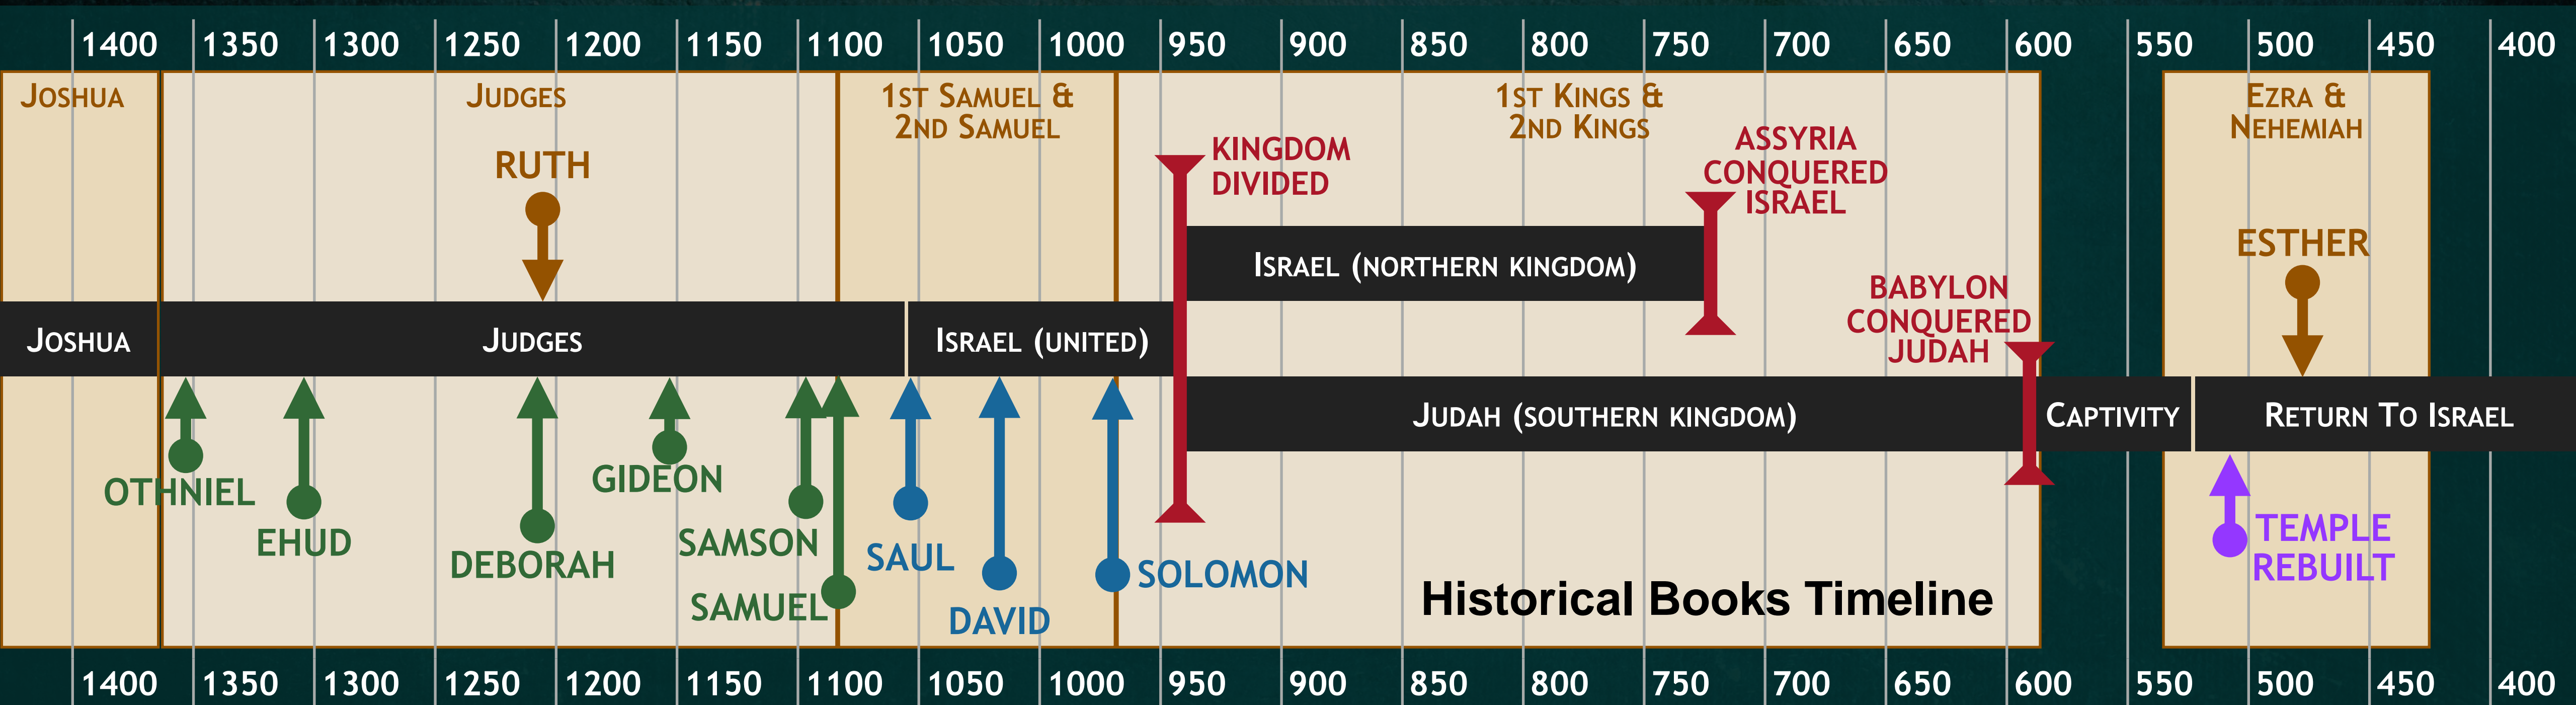 1400 1350 1300 1250 1200 1150 1100 1050 1000 950 900 850 800 750 700 650 600 550 500 450 400
Joshua
Judges
1st Samuel &
2nd Samuel
1st Kings &
2nd Kings
Ezra &
Nehemiah
RUTH
KINGDOM
DIVIDED
ASSYRIA
CONQUERED
ISRAEL
ESTHER
Israel (northern kingdom)
BABYLON
CONQUERED
JUDAH
Joshua
Judges
Israel (united)
Judah (southern kingdom)
Captivity
Return To Israel
OTHNIEL
EHUD
DEBORAH
GIDEON
SAMSON
SAMUEL
SAUL
DAVID
SOLOMON
TEMPLE
REBUILT
Historical Books Timeline
1400 1350 1300 1250 1200 1150 1100 1050 1000 950 900 850 800 750 700 650 600 550 500 450 400